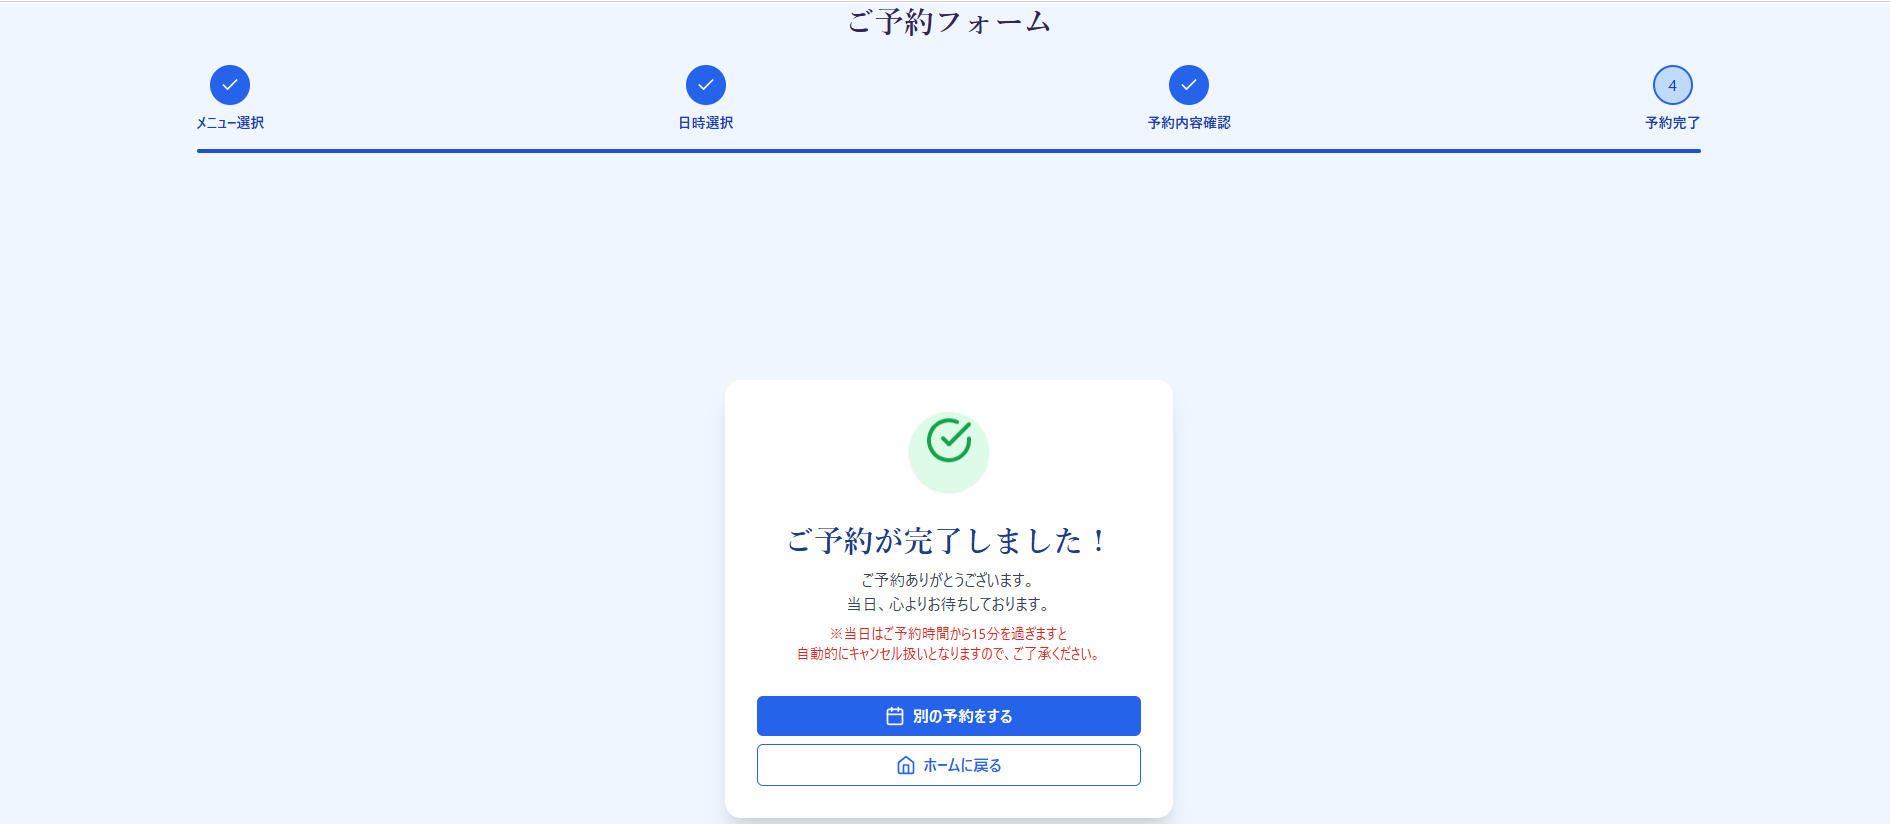 ご予約フォーム
メニュー選択
日時選択
予約内容確認
4
予約完了
ご予約が完了しました！
ご予約ありがとうございます。
当日、心よりお待ちしております。
※当日はご予約時間から15分を過ぎますと
自動的にキャンセル扱いとなりますので、ご了承ください。
別の予約をする
ホームに戻る